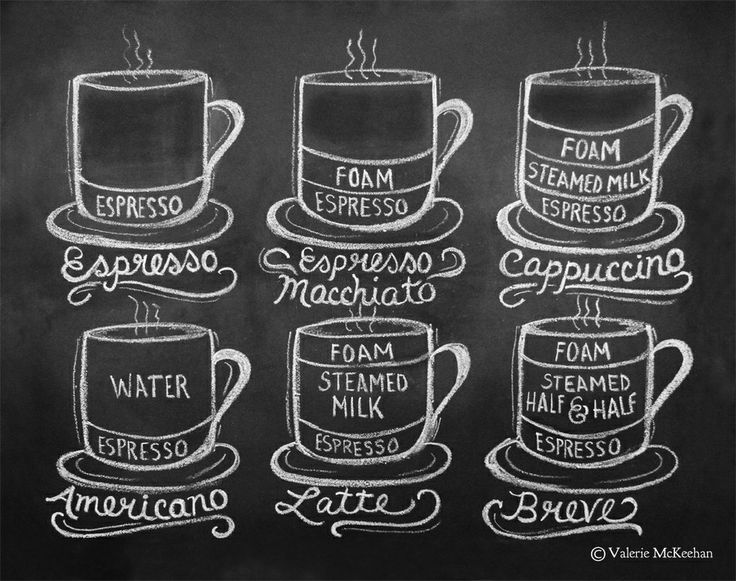 ESPRESSO
Espresso
FOAM
ESPRESSO
Espresso
Macchiato
FOAM
STEAMED MILK
ESPRESSO
Cappuccino
WATER
ESPRESSO
Americano
FOAM
STEAMED
MILK
ESPRESSO
Latte
FOAM
STEAMED
HALF & HALF
ESPRESSO
Breve
© Valerie McKeehan